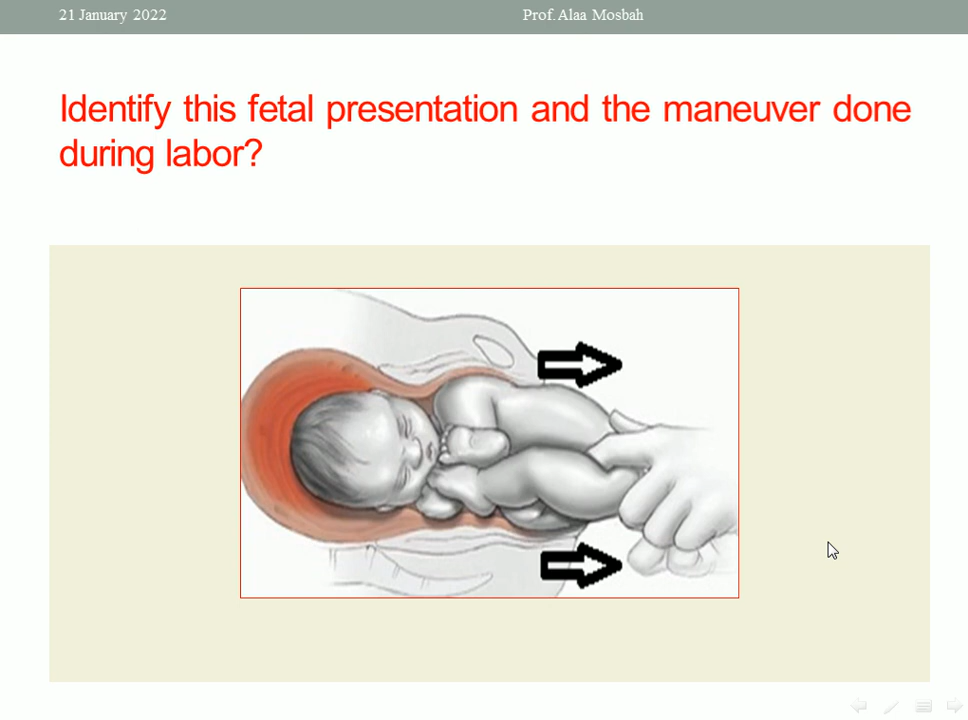 21 January 2022
Prof. Alaa Mosbah
Identify this fetal presentation and the maneuver done
during labor?